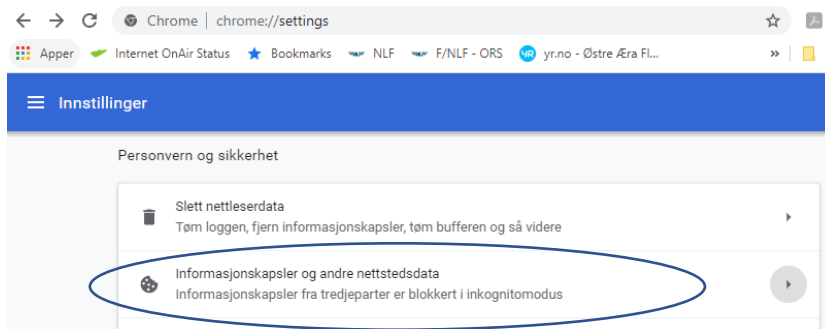 Chrome | chrome://settings
Apper Internet OnAir Status Bookmarks NLF F/NLF - ORS yr.no - Østre Æra Fl... »
Innstillinger
Personvern og sikkerhet
Slett nettleserdata
Tøm loggen, fjern informasjonskapsler, tøm bufferen og så videre
Informasjonskapsler og andre nettstedsdata
Informasjonskapsler fra tredjeparter er blokkert i inkognitomodus